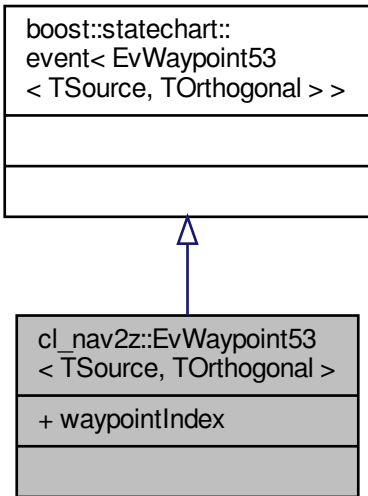 boost::statechart::
event< EvWaypoint53
< TSource, TOrthogonal > >
cl_nav2z::EvWaypoint53
< TSource, TOrthogonal >
+ waypointIndex